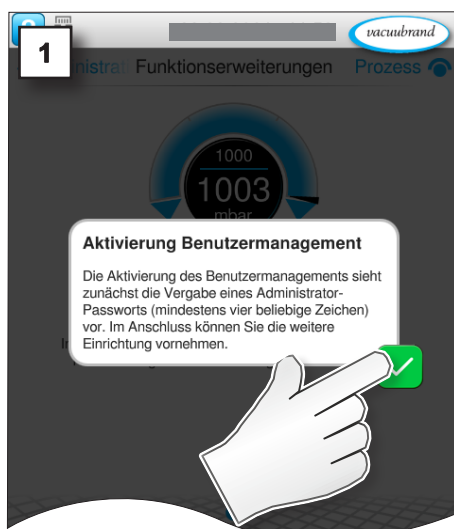 1
vacuubrand
nistrat Funktionserweiterungen Prozess
1000
1003
mbar
Aktivierung Benutzermanagement
Die Aktivierung des Benutzermanagements sieht
zunächst die Vergabe eines Administrator-
Passworts (mindestens vier beliebige Zeichen)
vor. Im Anschluss können Sie die weitere
Einrichtung vornehmen.